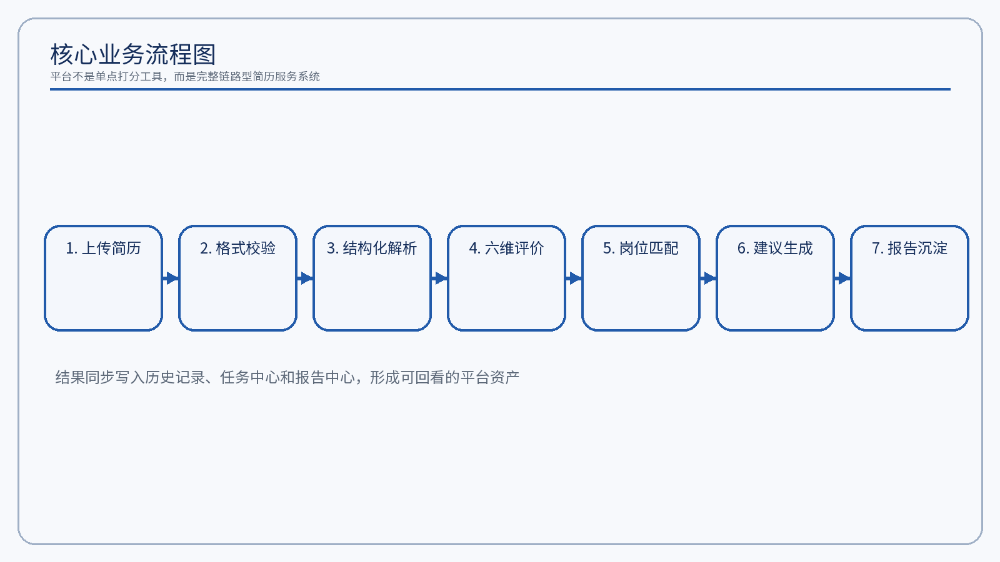 核心业务流程图
平台不是单点打分工具，而是完整链路型简历服务系统
1. 上传简历
2. 格式校验
3. 结构化解析
4. 六维评价
5. 岗位匹配
6. 建议生成
7. 报告沉淀
结果同步写入历史记录、任务中心和报告中心，形成可回看的平台资产